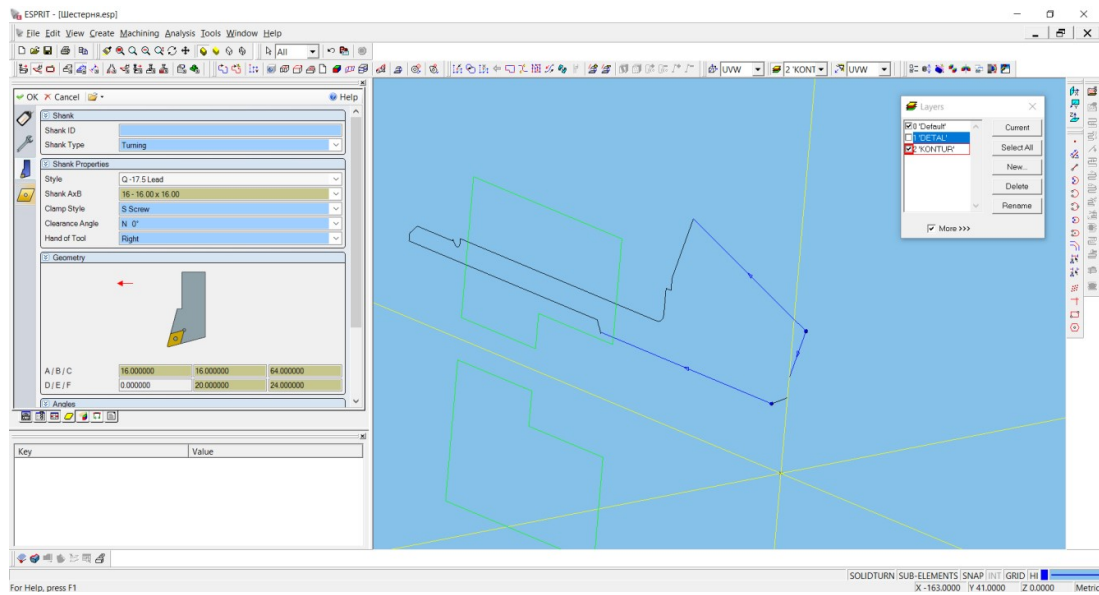 ESPRIT - [Шестерня.esp]
File Edit View Create Machining Analysis Tools Window Help
All
UVW
2 'KONT
UVW
OK Cancel Help
Shank
Shank ID
Shank Type Turning
Shank Properties
Style Q -17.5 Lead
Shank AxB 16 - 16.00 x 16.00
Clamp Style S Screw
Clearance Angle N 0°
Hand of Tool Right
Geometry
A / B / C 16.000000 16.000000 64.000000
D / E / F 0.000000 20.000000 24.000000
Angles
Key Value
Layers
0 'Default'
1 'DETAL'
2 'KONTUR'
Current
Select All
New...
Delete
Rename
More >>>
SOLIDTURN SUB-ELEMENTS SNAP INT GRID HI
For Help, press F1
X -163.0000 Y 41.0000 Z 0.0000 Metric